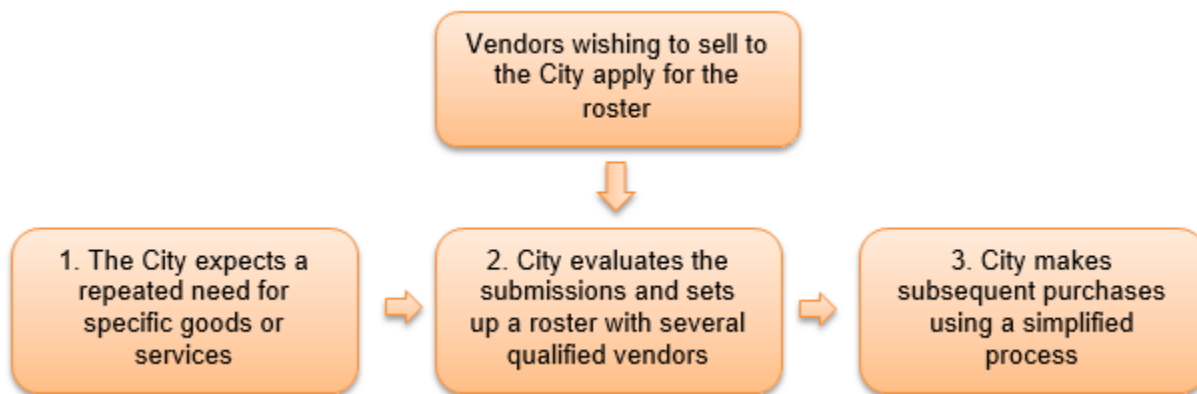 Vendors wishing to sell to
the City apply for the
roster
1. The City expects a
repeated need for
specific goods or
services
2. City evaluates the
submissions and sets
up a roster with several
qualified vendors
3. City makes
subsequent purchases
using a simplified
process